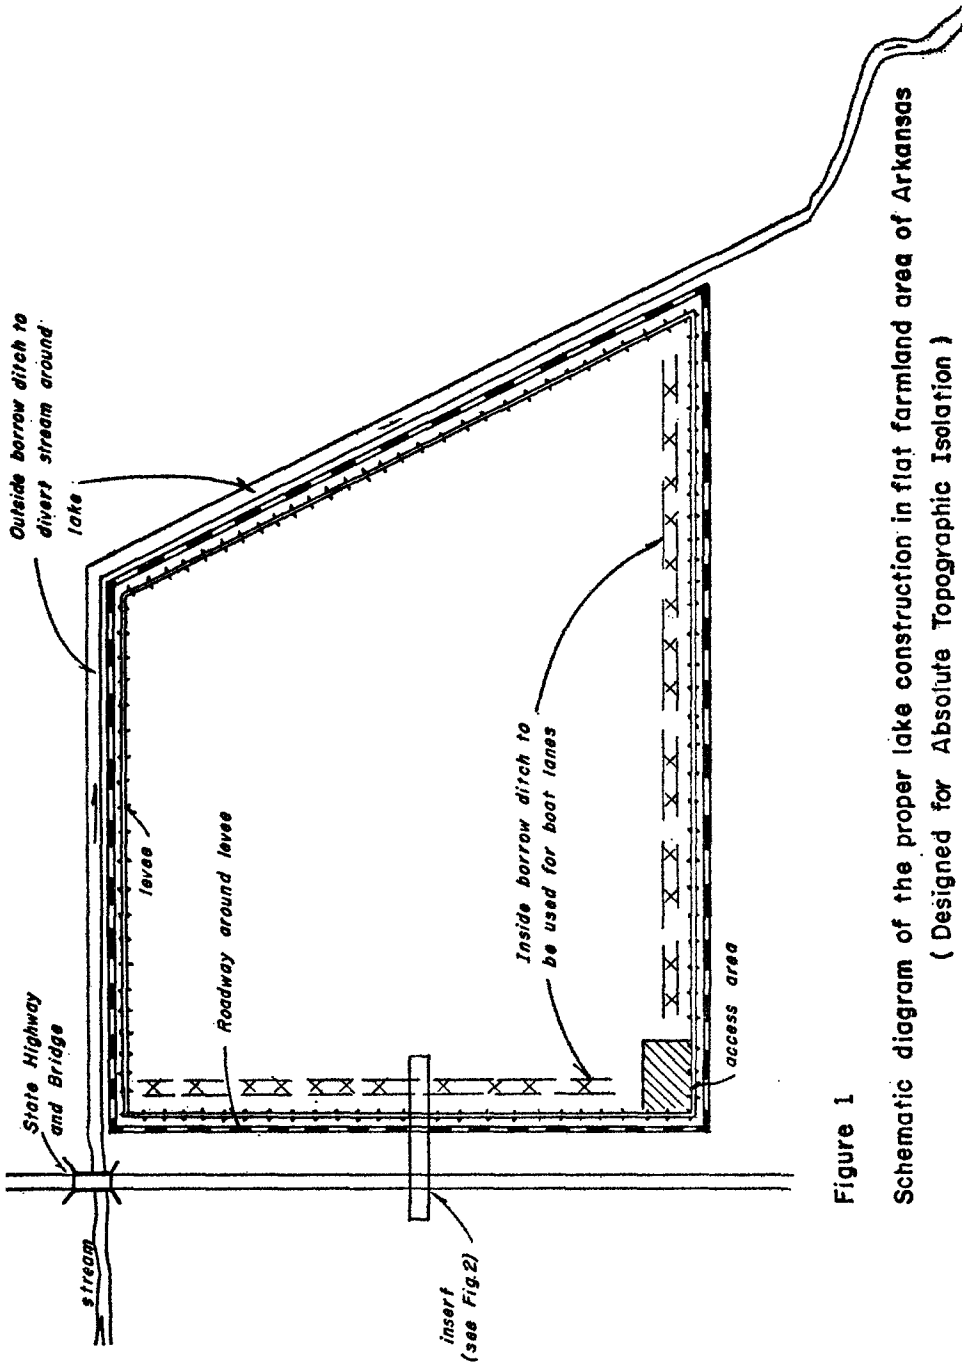 Outside borrow ditch to
divert stream around
lake
State Highway
and Bridge
stream
levee
Roadway around levee
Inside borrow ditch to
be used for boat lanes
access area
insert
(see Fig.2)
Figure 1
Schematic diagram of the proper lake construction in flat farmland area of Arkansas
( Designed for Absolute Topographic Isolation )